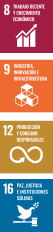 8 TRABAJO DECENTE
Y CRECIMIENTO
ECONÓMICO
9 INDUSTRIA,
INNOVACIÓN E
INFRAESTRUCTURA
12 PRODUCCIÓN
Y CONSUMO
RESPONSABLES
16 PAZ, JUSTICIA
E INSTITUCIONES
SÓLIDAS